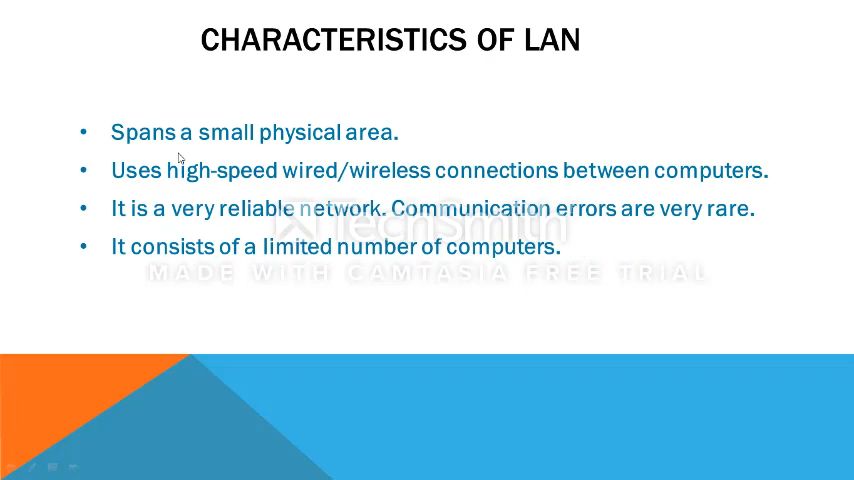 CHARACTERISTICS OF LAN
• Spans a small physical area.
• Uses high-speed wired/wireless connections between computers.
• It is a very reliable network. Communication errors are very rare.
TechSmith
• It consists of a limited number of computers.
MADE WITH CAMTASIA FREE TRIAL